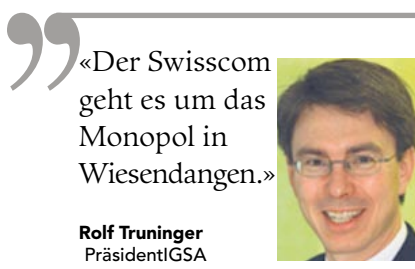 «Der Swisscom
geht es um das
Monopol in
Wiesendangen.»
Rolf Truninger
PräsidentIGSA